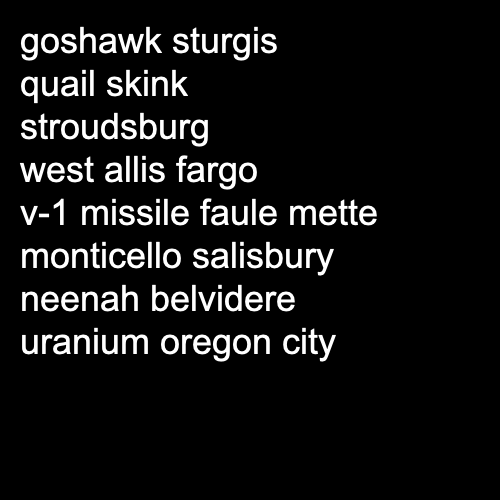 goshawk sturgis
quail skink
stroudsburg
west allis fargo
v-1 missile faule mette
monticello salisbury
neenah belvidere
uranium oregon city